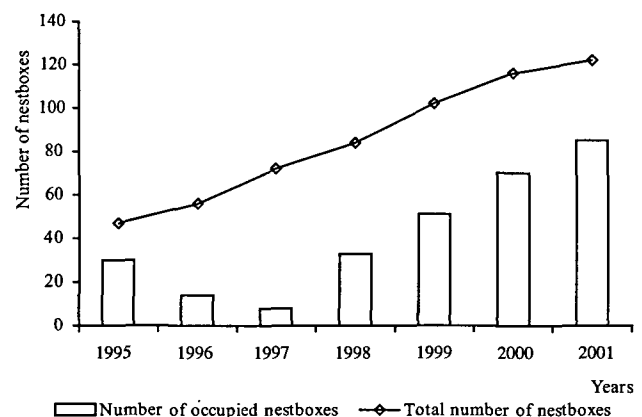 Number of nestboxes
140
120
100
80
60
40
20
0
1995 1996 1997 1998 1999 2000 2001
Years
Number of occupied nestboxes Total number of nestboxes